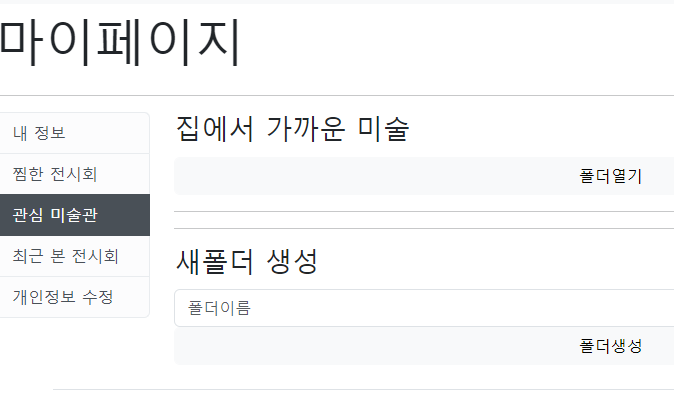 마이페이지
내 정보
찜한 전시회
관심 미술관
최근 본 전시회
개인정보 수정
집에서 가까운 미술
폴더열기
새폴더 생성
폴더이름
폴더생성